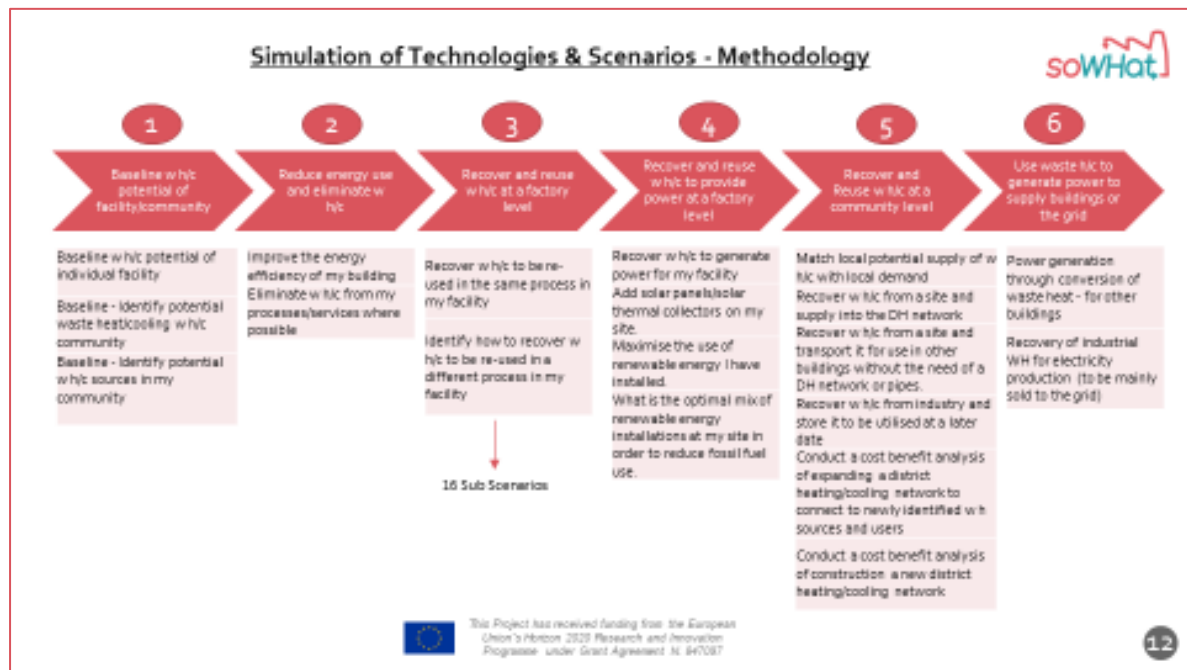 Simulation of Technologies & Scenarios - Methodology
soWHat
1
2
3
4
5
6
Baseline w h/c
potential of
facility/community
Reduce energy use
and eliminate w
h/c
Recover and reuse
w h/c at a factory
level
Recover and reuse
w h/c to provide
power at a factory
level
Recover and
Reuse w h/c at a
community level
Use waste h/c to
generate power to
supply buildings or
the grid
Baseline w h/c potential of
individual facility
Baseline - Identify potential
waste heat/cooling w h/c
community
Baseline - Identify potential
w h/c sources in my
community
Improve the energy
efficiency of my building
Eliminate w h/c from my
processes/services where
possible
Recover w h/c to be re-
used in the same process in
my facility
Identify how to recover w
h/c to be re-used in a
different process in my
facility
16 Sub Scenarios
Recover w h/c to generate
power for my facility
Add solar panels/solar
thermal collectors on my
site.
Maximise the use of
renewable energy I have
installed.
What is the optimal mix of
renewable energy
installations at my site in
order to reduce fossil fuel
use.
Match local potential supply of w
h/c with local demand
Recover w h/c from a site and
supply into the DH network
Recover w h/c from a site and
transport it for use in other
buildings without the need of a
DH network or pipes.
Recover w h/c from industry and
store it to be utilised at a later
date
Conduct a cost benefit analysis
of expanding a district
heating/cooling network to
connect to newly identified w h
sources and users
Conduct a cost benefit analysis
of construction a new district
heating/cooling network
Power generation
through conversion of
waste heat - for other
buildings
Recovery of industrial
WH for electricity
production (to be mainly
sold to the grid)
This Project has received funding from the European
Union's Horizon 2020 Research and Innovation
Programme under Grant Agreement N. 847097
12